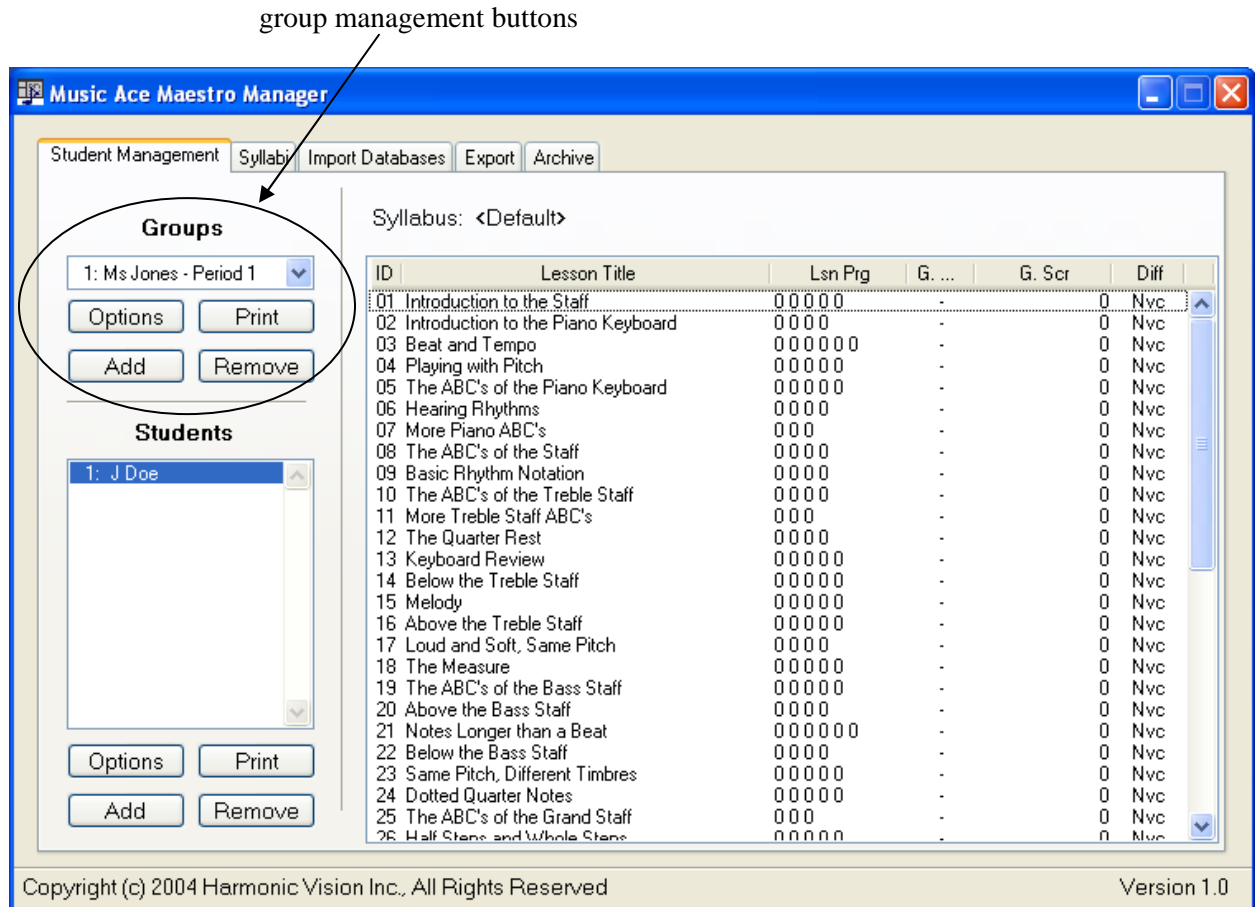 group management buttons
Music Ace Maestro Manager
Student Management Syllabi Import Databases Export Archive
Groups
1: Ms Jones - Period 1
Options Print
Add Remove
Students
1: J Doe
Options Print
Add Remove
Syllabus: <Default>
ID Lesson Title Lsn Prg G. ... G. Scr Diff
01 Introduction to the Staff 0 0 0 0 0 - 0 Nvc
02 Introduction to the Piano Keyboard 0 0 0 0 - 0 Nvc
03 Beat and Tempo 0 0 0 0 0 0 - 0 Nvc
04 Playing with Pitch 0 0 0 0 0 - 0 Nvc
05 The ABC's of the Piano Keyboard 0 0 0 0 0 - 0 Nvc
06 Hearing Rhythms 0 0 0 0 - 0 Nvc
07 More Piano ABC's 0 0 0 - 0 Nvc
08 The ABC's of the Staff 0 0 0 0 - 0 Nvc
09 Basic Rhythm Notation 0 0 0 0 - 0 Nvc
10 The ABC's of the Treble Staff 0 0 0 0 - 0 Nvc
11 More Treble Staff ABC's 0 0 0 - 0 Nvc
12 The Quarter Rest 0 0 0 0 - 0 Nvc
13 Keyboard Review 0 0 0 0 0 - 0 Nvc
14 Below the Treble Staff 0 0 0 0 0 - 0 Nvc
15 Melody 0 0 0 0 0 - 0 Nvc
16 Above the Treble Staff 0 0 0 0 0 - 0 Nvc
17 Loud and Soft, Same Pitch 0 0 0 0 - 0 Nvc
18 The Measure 0 0 0 0 0 - 0 Nvc
19 The ABC's of the Bass Staff 0 0 0 0 0 - 0 Nvc
20 Above the Bass Staff 0 0 0 0 - 0 Nvc
21 Notes Longer than a Beat 0 0 0 0 0 0 - 0 Nvc
22 Below the Bass Staff 0 0 0 0 - 0 Nvc
23 Same Pitch, Different Timbres 0 0 0 0 0 - 0 Nvc
24 Dotted Quarter Notes 0 0 0 0 0 - 0 Nvc
25 The ABC's of the Grand Staff 0 0 0 - 0 Nvc
26 Half Steps and Whole Steps 0 0 0 0 0 - 0 Nvc
Copyright (c) 2004 Harmonic Vision Inc., All Rights Reserved Version 1.0